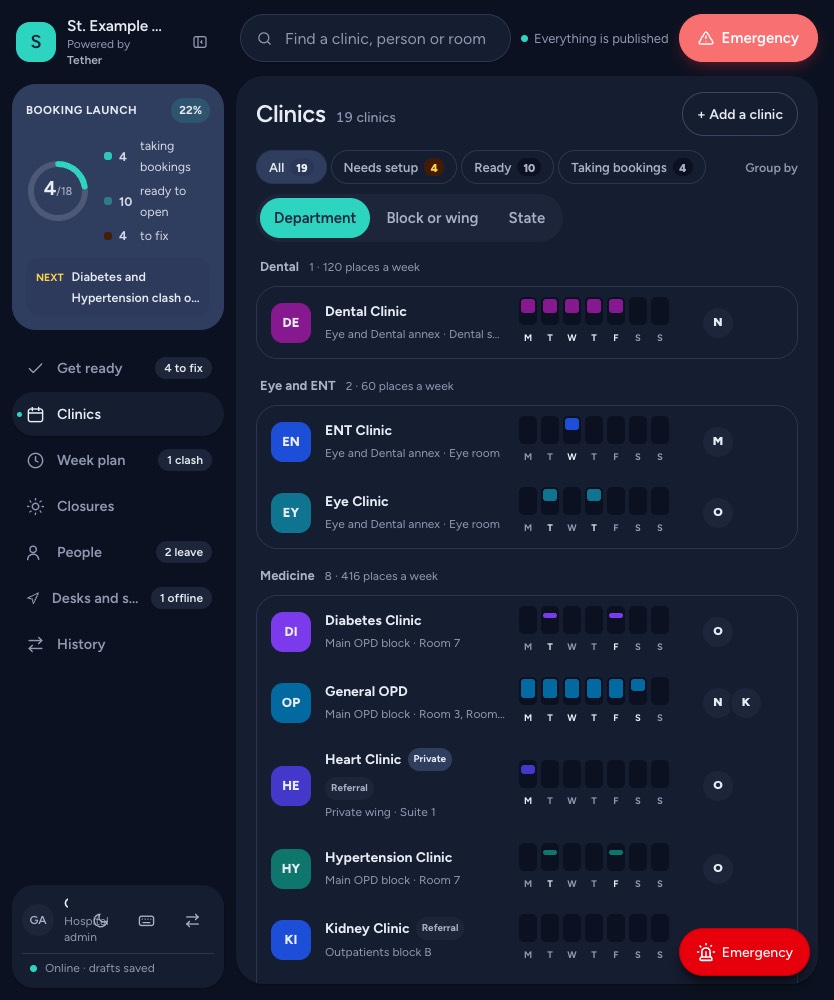 S
St. Example ...
Powered by
Tether
Find a clinic, person or room
Everything is published
Emergency
BOOKING LAUNCH 22%
4/18
4 taking
bookings
10 ready to
open
4 to fix
NEXT Diabetes and
Hypertension clash o...
Get ready 4 to fix
Clinics
Week plan 1 clash
Closures
People 2 leave
Desks and s... 1 offline
History
GA
Hospital
admin
Online · drafts saved
Clinics 19 clinics
+ Add a clinic
All 19 Needs setup 4 Ready 10 Taking bookings 4 Group by
Department Block or wing State
Dental 1 · 120 places a week
DE Dental Clinic
Eye and Dental annex · Dental s...
M T W T F S S
N
Eye and ENT 2 · 60 places a week
EN ENT Clinic
Eye and Dental annex · Eye room
M T W T F S S
M
EY Eye Clinic
Eye and Dental annex · Eye room
M T W T F S S
O
Medicine 8 · 416 places a week
DI Diabetes Clinic
Main OPD block · Room 7
M T W T F S S
O
OP General OPD
Main OPD block · Room 3, Room...
M T W T F S S
N K
HE Heart Clinic Private
Referral
Private wing · Suite 1
M T W T F S S
O
HY Hypertension Clinic
Main OPD block · Room 7
M T W T F S S
O
KI Kidney Clinic Referral
Outpatients block B
M T W T F S S
Emergency